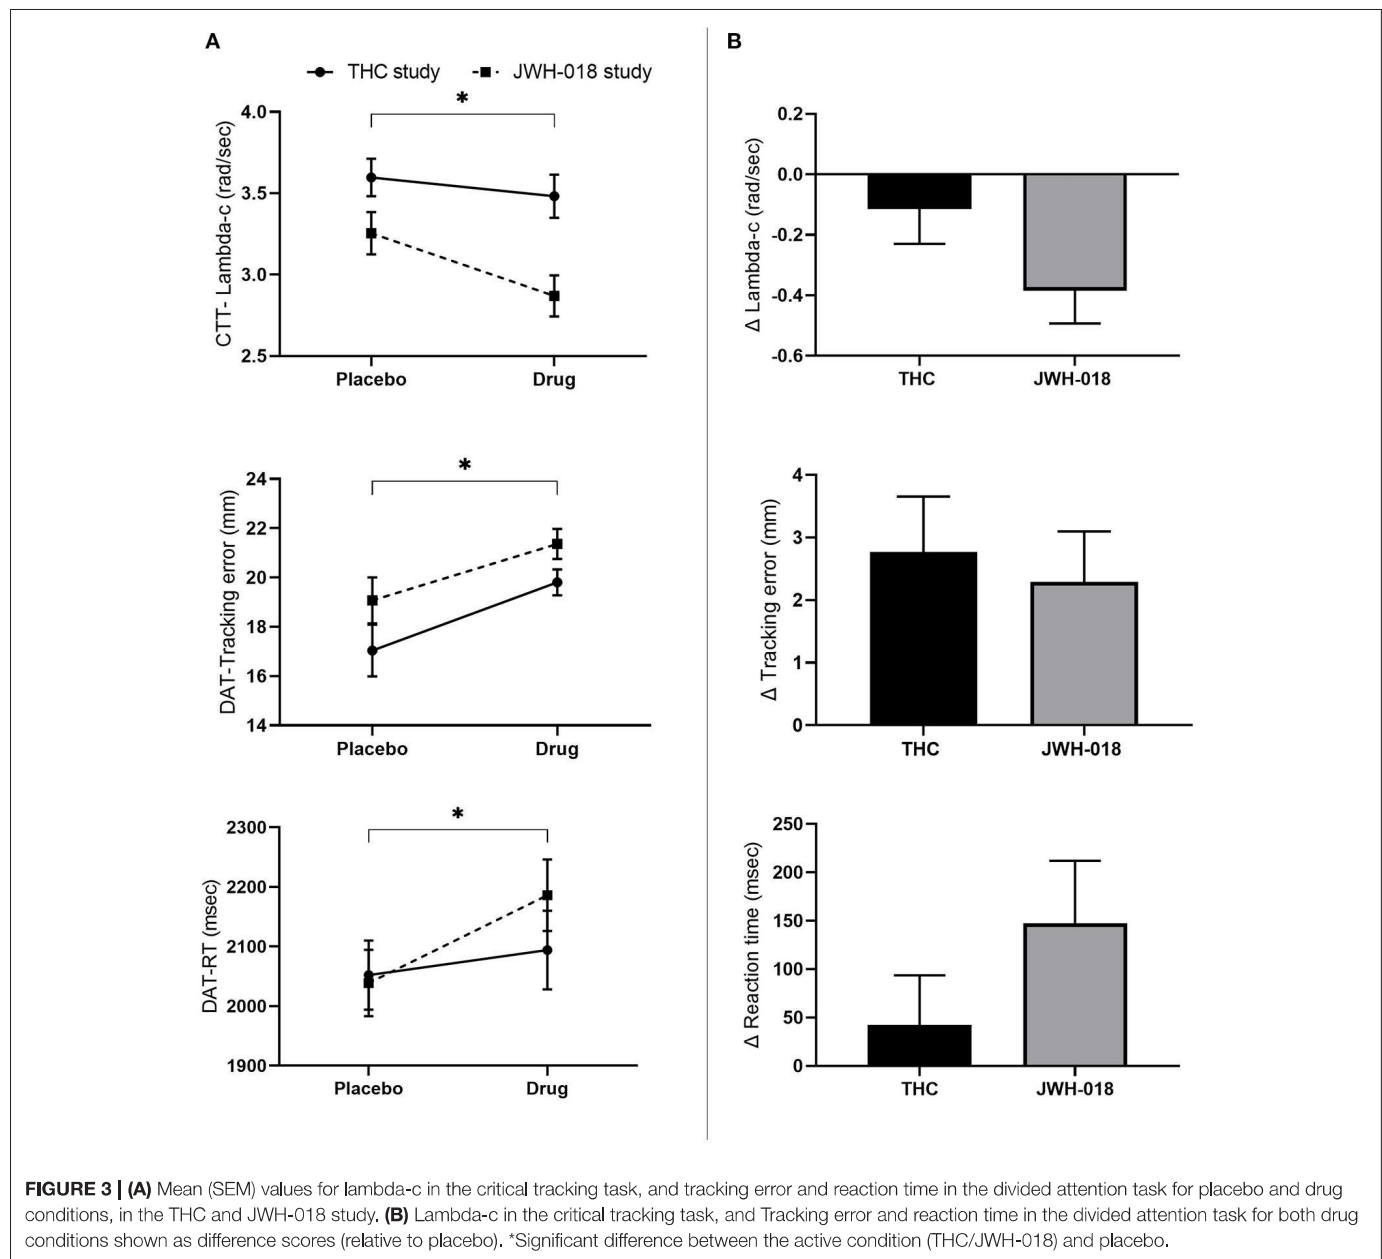 A
THC study
JWH-018 study
*
4.0
3.5
3.0
2.5
CTT- Lambda-c (rad/sec)
Placebo
Drug
*
24
22
20
18
16
14
DAT-Tracking error (mm)
Placebo
Drug
*
2300
2200
2100
2000
1900
DAT-RT (msec)
Placebo
Drug
B
0.2
0.0
-0.2
-0.4
-0.6
Δ Lambda-c (rad/sec)
THC
JWH-018
4
3
2
1
0
Δ Tracking error (mm)
THC
JWH-018
250
200
150
100
50
0
Δ Reaction time (msec)
THC
JWH-018
FIGURE 3 | (A) Mean (SEM) values for lambda-c in the critical tracking task, and tracking error and reaction time in the divided attention task for placebo and drug
conditions, in the THC and JWH-018 study. (B) Lambda-c in the critical tracking task, and Tracking error and reaction time in the divided attention task for both drug
conditions shown as difference scores (relative to placebo). *Significant difference between the active condition (THC/JWH-018) and placebo.